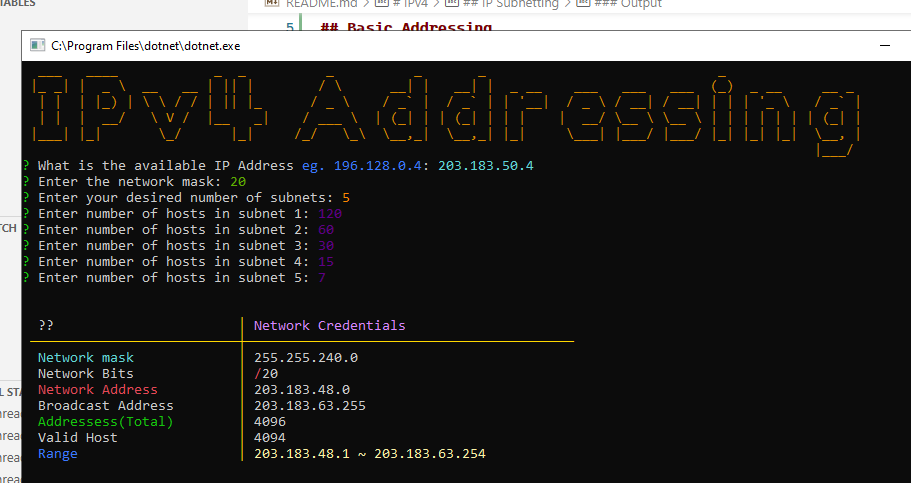 TABLES
README.md > # IPv4 > ## IP Subnetting > ### Output
5 ## Basic Addressing
C:\Program Files\dotnet\dotnet.exe
IPv4 Addressing
? What is the available IP Address eg. 196.128.0.4: 203.183.50.4
? Enter the network mask: 20
? Enter your desired number of subnets: 5
? Enter number of hosts in subnet 1: 120
? Enter number of hosts in subnet 2: 60
? Enter number of hosts in subnet 3: 30
? Enter number of hosts in subnet 4: 15
? Enter number of hosts in subnet 5: 7
TCH
?? Network Credentials
Network mask 255.255.240.0
Network Bits /20
Network Address 203.183.48.0
Broadcast Address 203.183.63.255
Addressess(Total) 4096
Valid Host 4094
Range 203.183.48.1 ~ 203.183.63.254
L STA
hrea
hrea
hrea